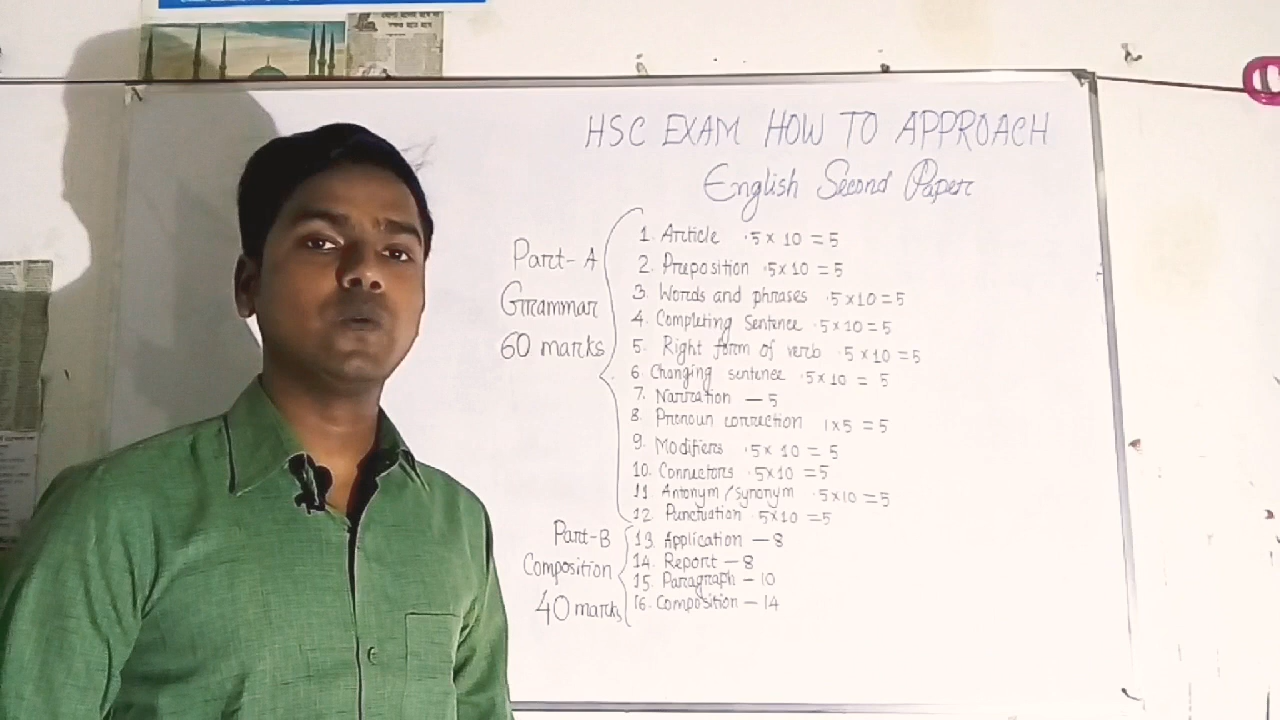 HSC EXAM HOW TO APPROACH
English Second Paper
Part-A
Grammar
60 marks
1. Article .5 x 10 = 5
2. Preposition .5 x 10 = 5
3. Words and phrases .5 x 10 = 5
4. Completing sentence .5 x 10 = 5
5. Right form of verb .5 x 10 = 5
6 Changing sentence .5 x 10 = 5
7. Narration — 5
8. Pronoun correction 1 x 5 = 5
9. Modifiers .5 x 10 = 5
10. Connectors .5 x 10 = 5
11 Antonym / Synonym .5 x 10 = 5
12. Punctuation .5 x 10 = 5
Part-B
Composition
40 marks
13. Application — 8
14. Report — 8
15. Paragraph — 10
16. Composition — 14